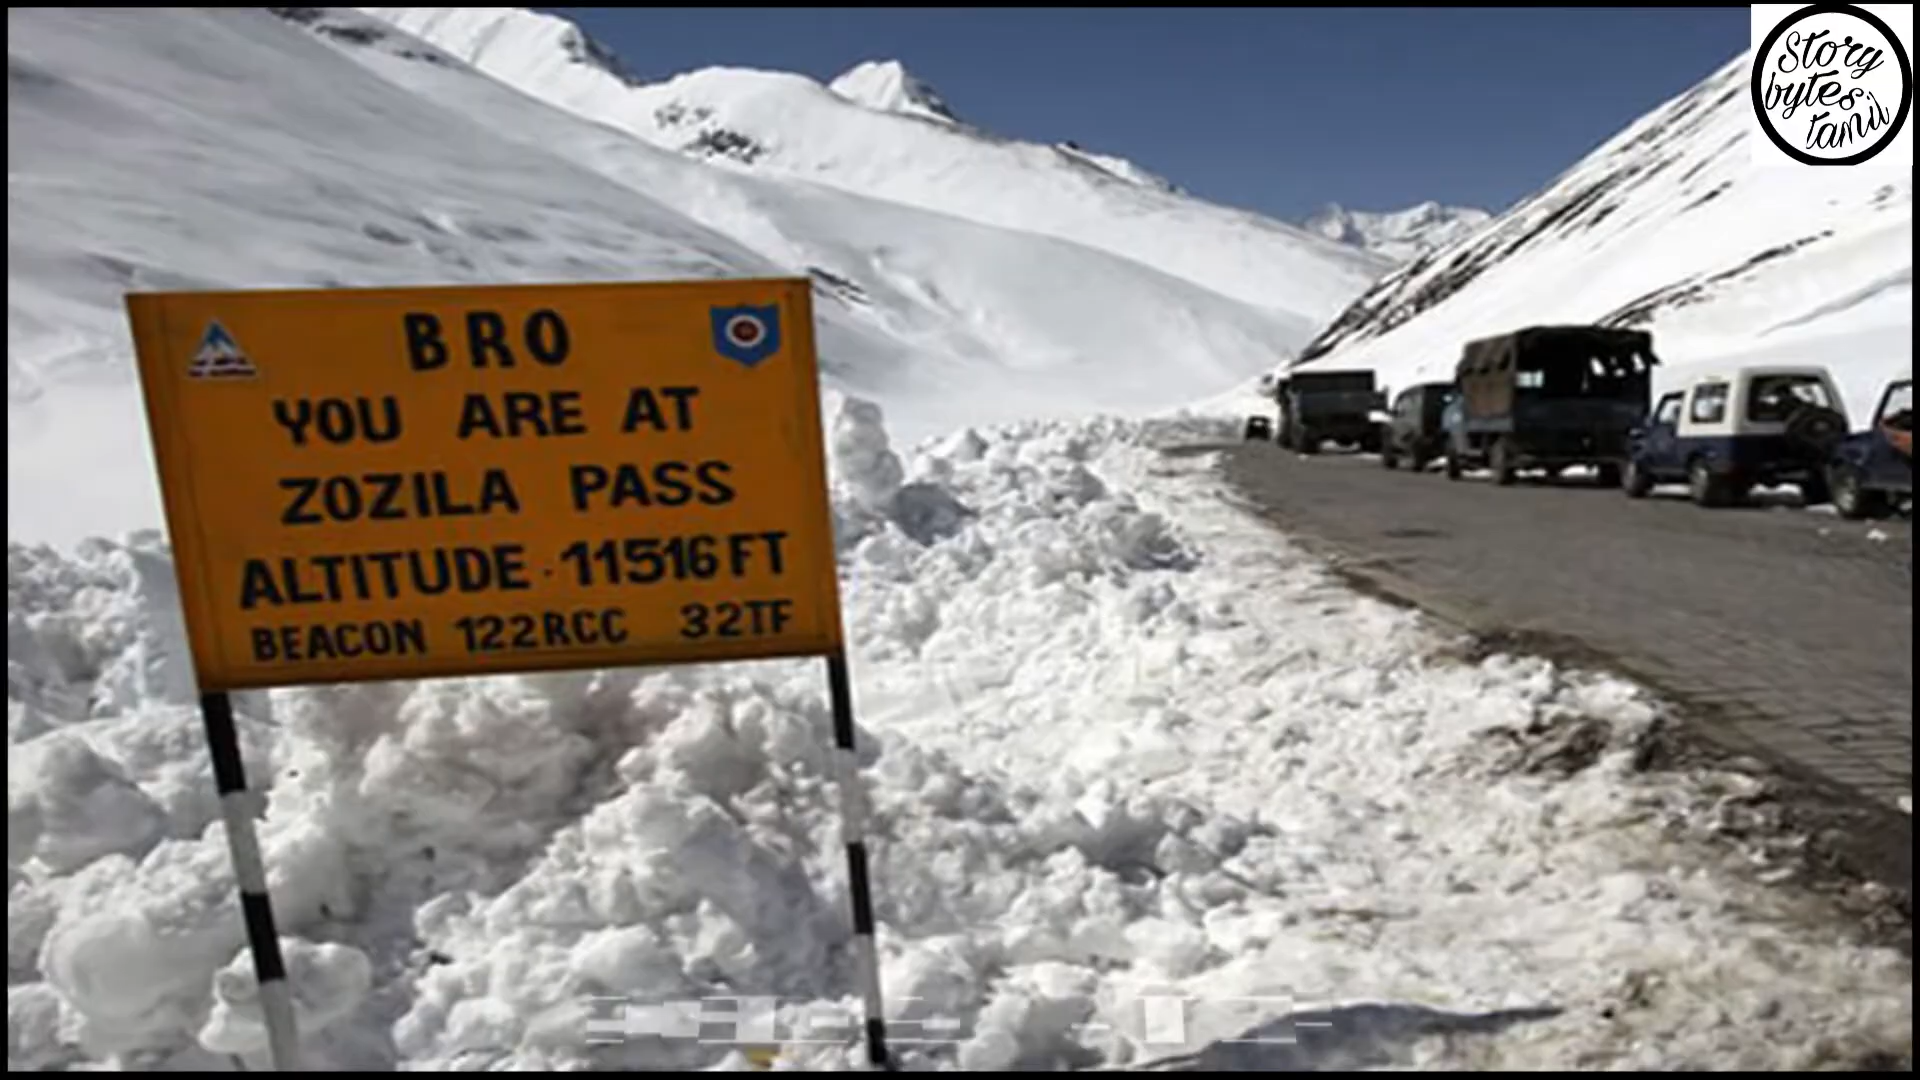 BRO
YOU ARE AT
ZOZILA PASS
ALTITUDE · 11516 FT
BEACON 122RCC 32TF
Story
bytes
tamil